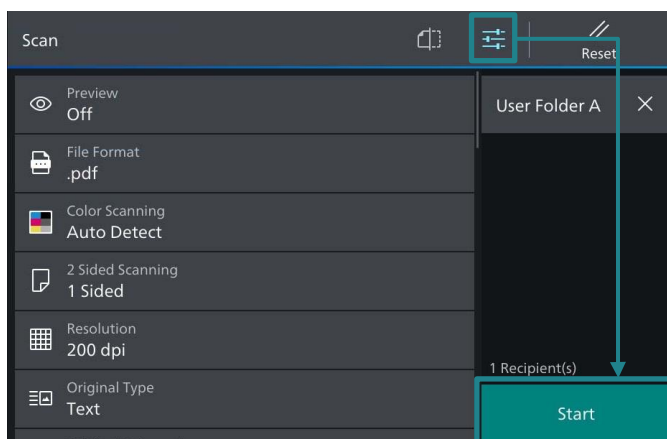 Scan
Reset
Preview
Off
File Format
.pdf
Color Scanning
Auto Detect
2 Sided Scanning
1 Sided
Resolution
200 dpi
Original Type
Text
User Folder A
1 Recipient(s)
Start